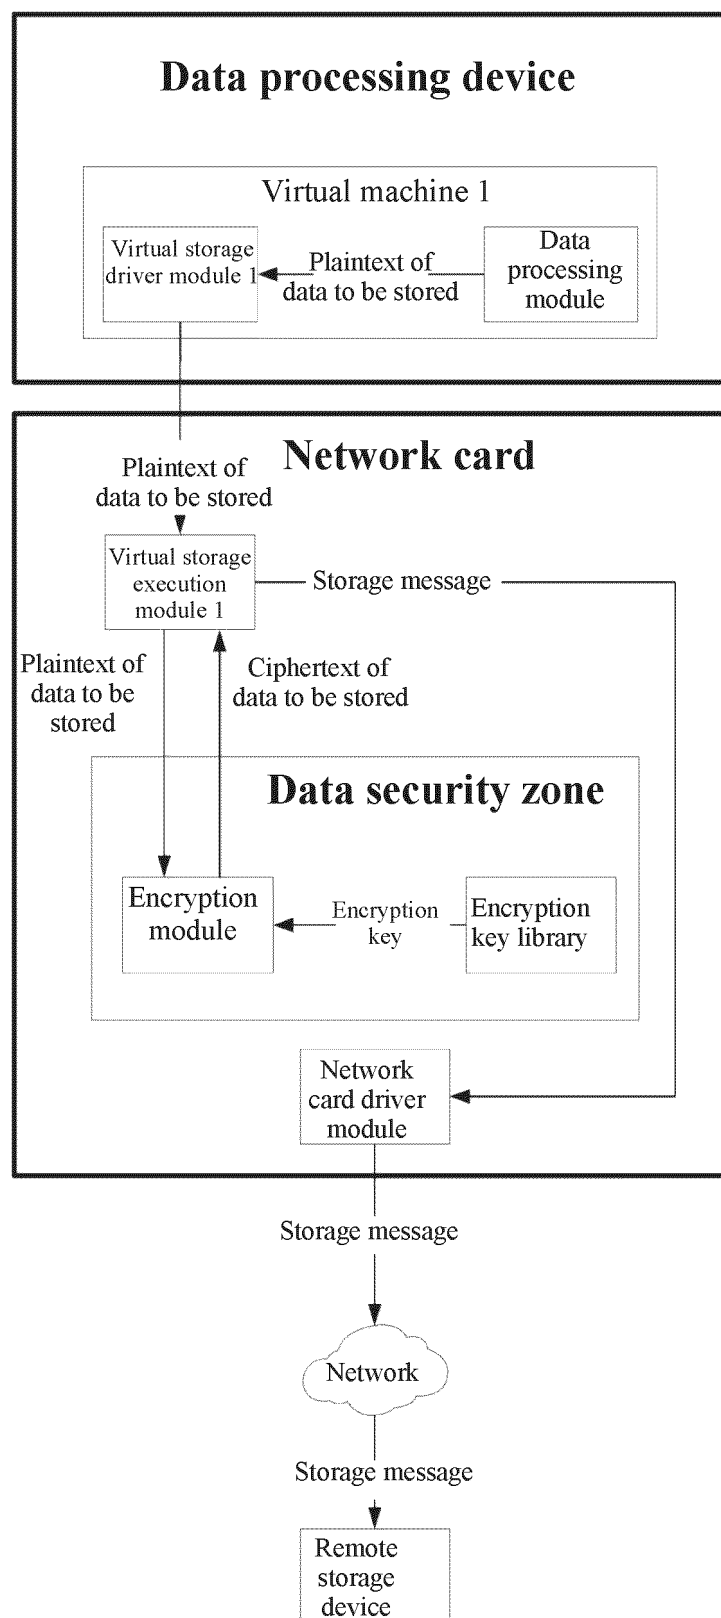 Data processing device
Virtual machine 1
Virtual storage
driver module 1
Plaintext of
data to be stored
Data
processing
module
Network card
Plaintext of
data to be stored
Virtual storage
execution
module 1
Storage message
Plaintext of
data to be
stored
Ciphertext of
data to be stored
Data security zone
Encryption
module
Encryption
key
Encryption
key library
Network
card driver
module
Storage message
Network
Storage message
Remote
storage
device